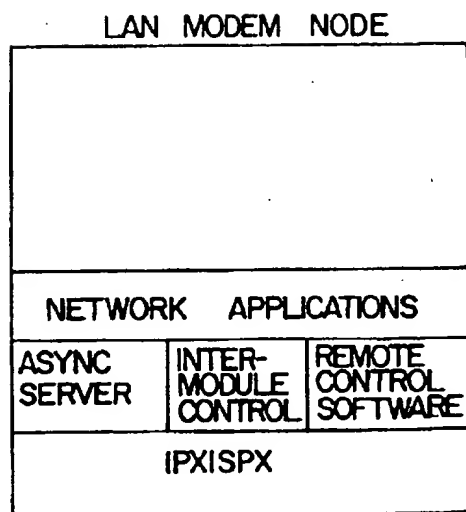 LAN MODEM NODE
NETWORK APPLICATIONS
ASYNC
SERVER
INTER-
MODULE
CONTROL
REMOTE
CONTROL
SOFTWARE
IPXISPX